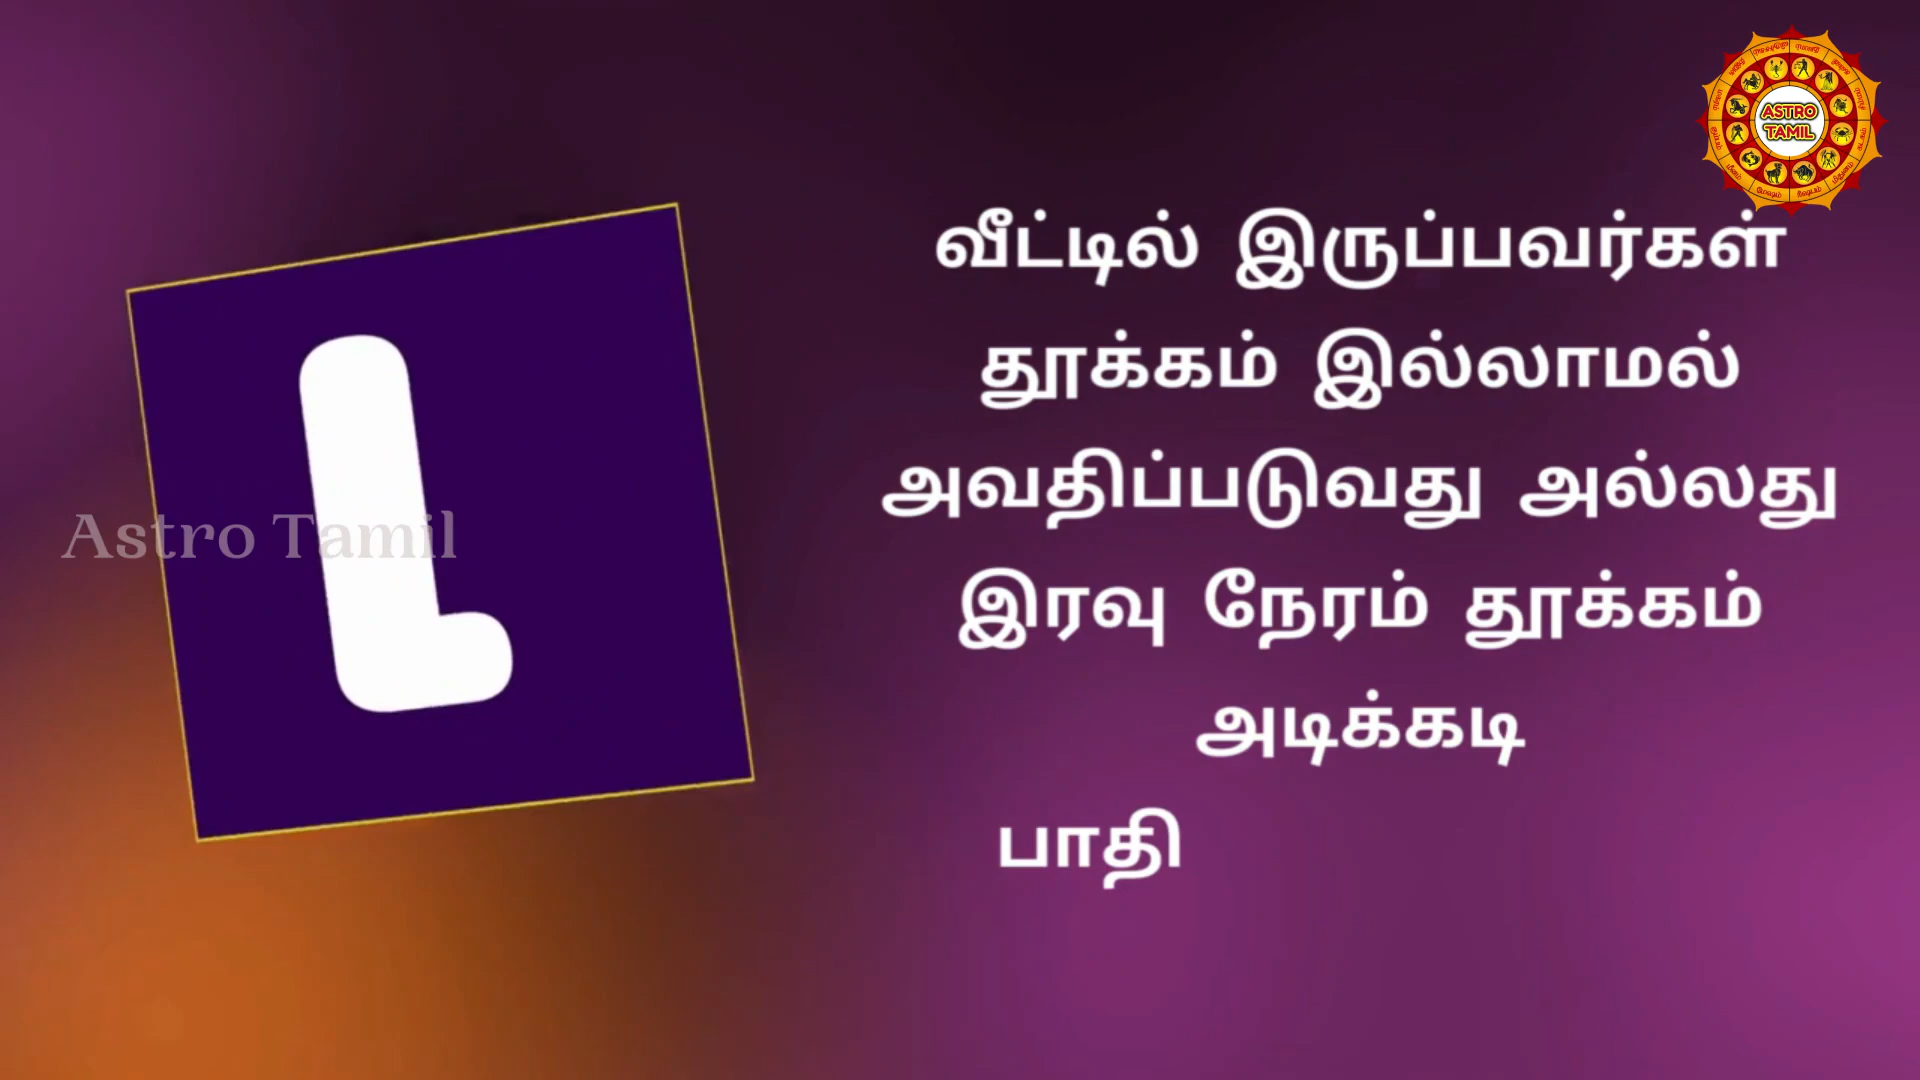 ASTRO
TAMIL
வீட்டில் இருப்பவர்கள்
தூக்கம் இல்லாமல்
அவதிப்படுவது அல்லது
இரவு நேரம் தூக்கம்
அடிக்கடி
பாதி
L
Astro Tamil